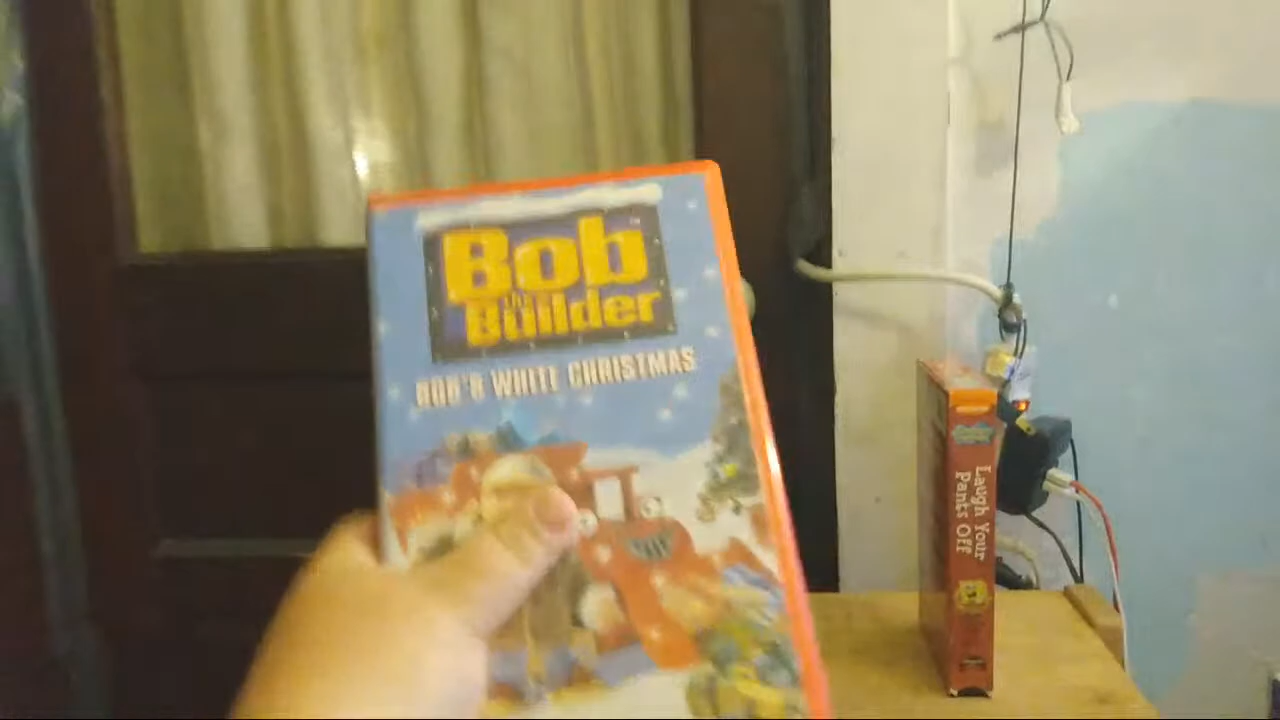 Bob
the
Builder
BOB'S WHITE CHRISTMAS
Laugh Your
Pants Off